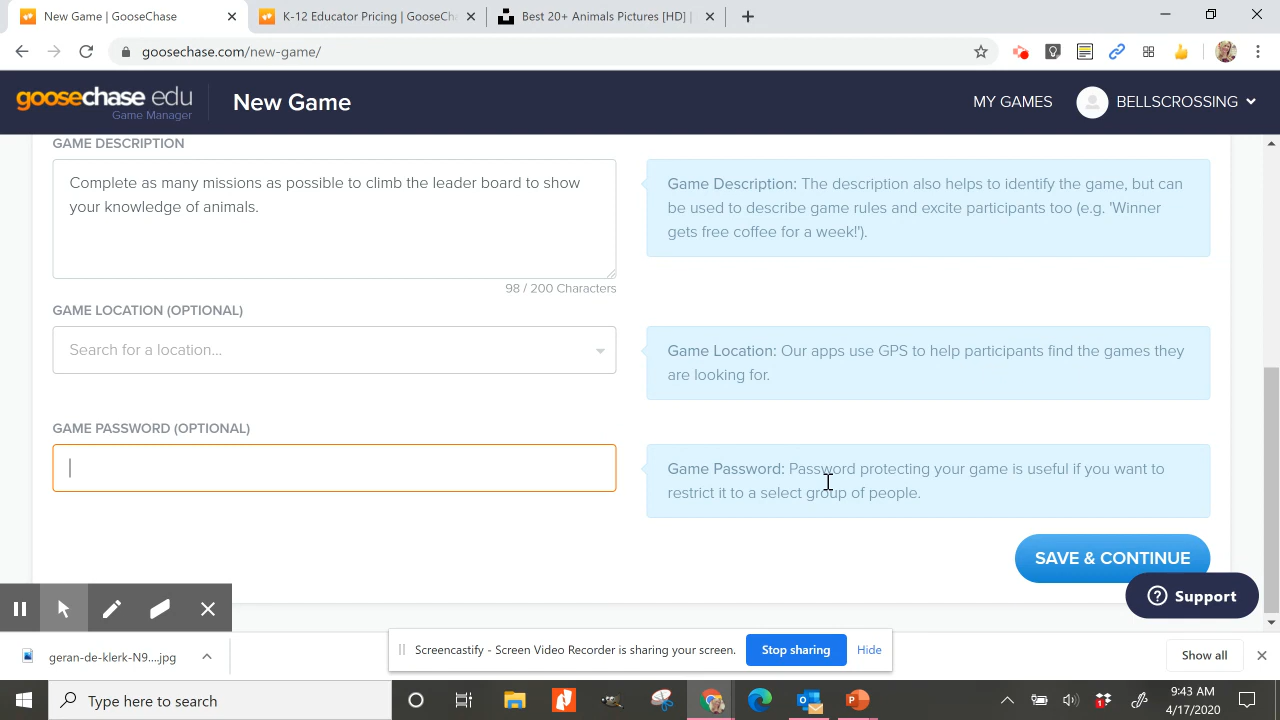 New Game | GooseChase
K-12 Educator Pricing | GooseCha
Best 20+ Animals Pictures [HD] |
goosechase.com/new-game/
goosechase edu
Game Manager
New Game
MY GAMES
BELLSCROSSING
GAME DESCRIPTION
Complete as many missions as possible to climb the leader board to show
your knowledge of animals.
98 / 200 Characters
Game Description: The description also helps to identify the game, but can
be used to describe game rules and excite participants too (e.g. 'Winner
gets free coffee for a week!').
GAME LOCATION (OPTIONAL)
Search for a location...
Game Location: Our apps use GPS to help participants find the games they
are looking for.
GAME PASSWORD (OPTIONAL)
Game Password: Password protecting your game is useful if you want to
restrict it to a select group of people.
SAVE & CONTINUE
Support
geran-de-klerk-N9....jpg
Screencastify - Screen Video Recorder is sharing your screen.
Stop sharing
Hide
Show all
Type here to search
9:43 AM
4/17/2020